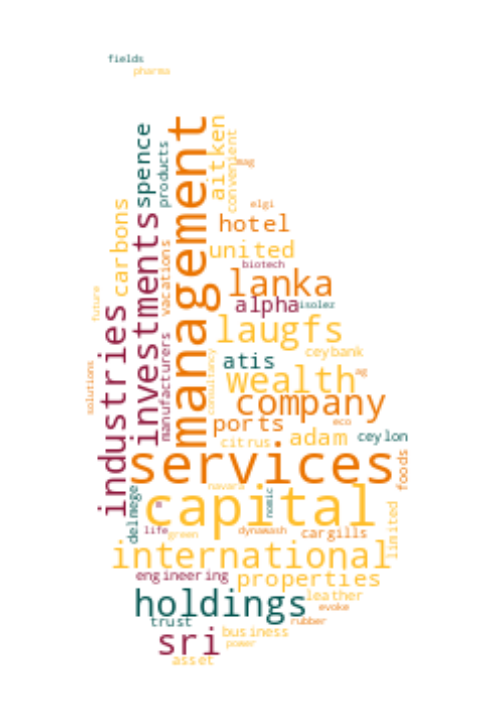 fields
pharma
management
spence
aitken
convenient
mag
products
carbons
investments
elgi
hotel
vacations
united
biotech
lanka
future
alpha
isolez
industries
laugfs
manufacturers
consultancy
ceybank
atis
wealth
ag
solutions
company
ports
eco
citrus
adam
ceylon
services
foods
navara
delmege
m
nomic
capital
life
green
dynawash
cargills
limited
international
engineering
properties
leather
holdings
evoke
trust
rubber
sri
business
power
asset